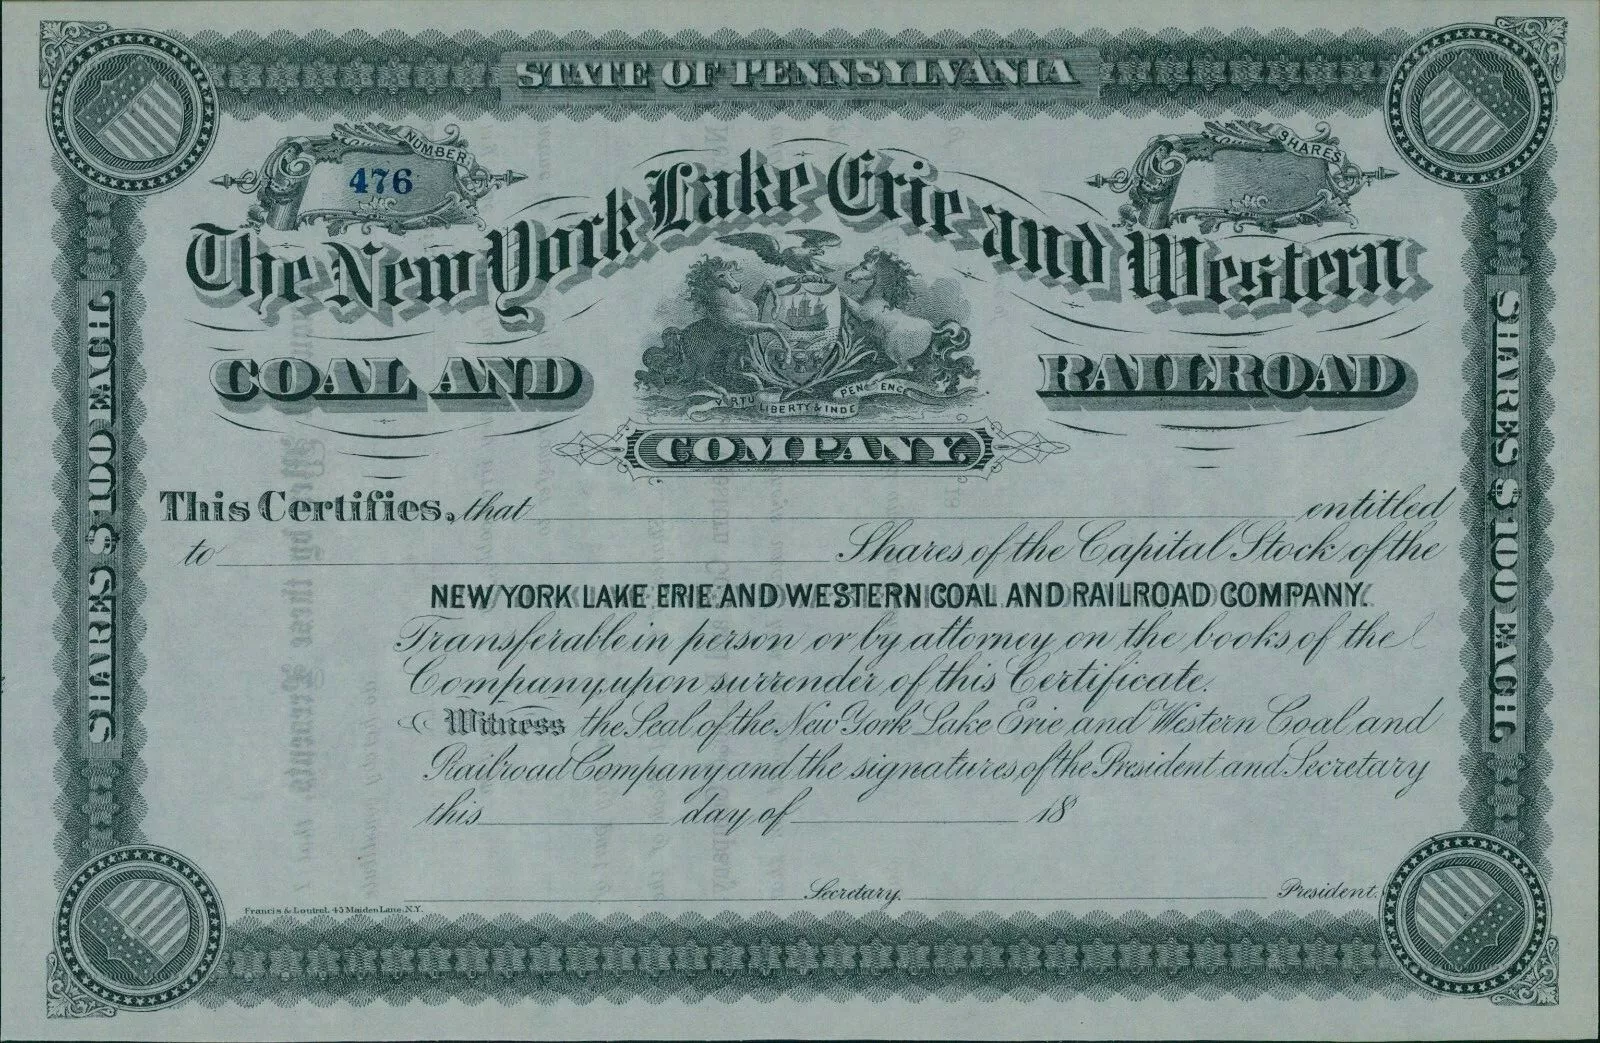 STATE OF PENNSYLVANIA
NUMBER
476
SHARES
The New York Lake Erie and Western
COAL AND RAILROAD
VIRTU LIBERTY & INDE PENDENCE
COMPANY.
This Certifies, that entitled
to Shares of the Capital Stock of the
NEW YORK LAKE ERIE AND WESTERN COAL AND RAILROAD COMPANY.
Transferable in person or by attorney on the books of the
Company, upon surrender of this Certificate.
Witness the Seal of the New York Lake Erie and Western Coal and
Railroad Company and the signatures of the President and Secretary
this day of 18
Secretary. President.
Francis & Loutrel, 45 Maiden Lane, N.Y.
SHARES $100 EACH
SHARES $100 EACH